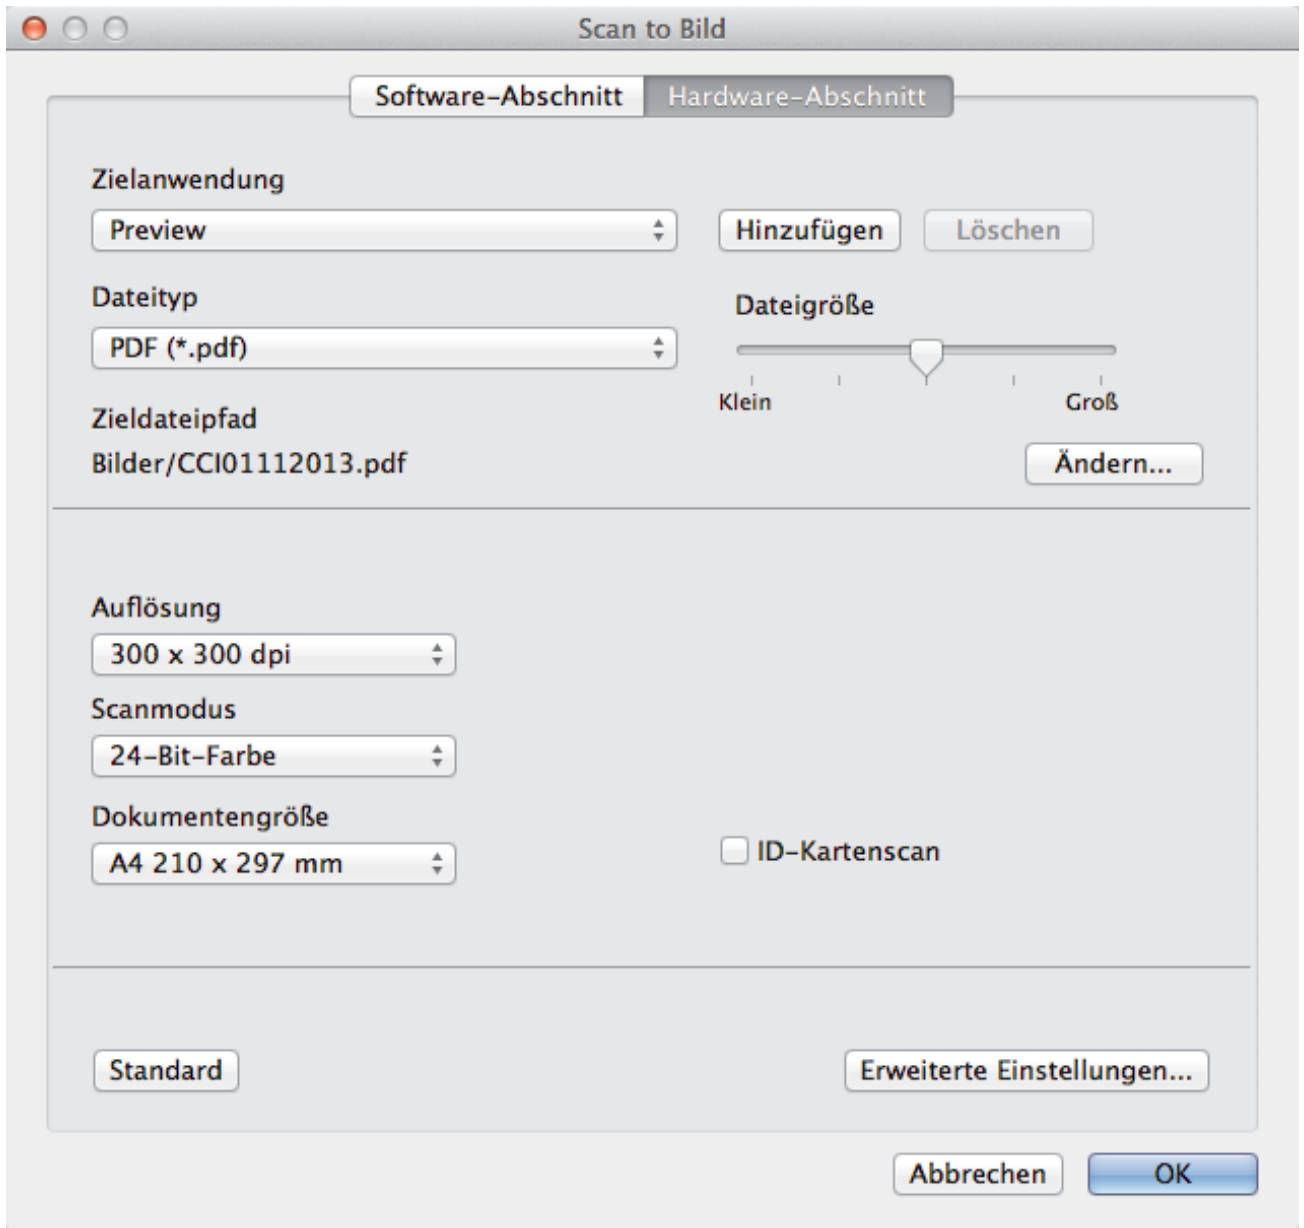 Scan to Bild
Software-Abschnitt Hardware-Abschnitt
Zielanwendung
Preview Hinzufügen Löschen
Dateityp
Dateigröße
PDF (*.pdf)
Klein Groß
Zieldateipfad
Bilder/CCI01112013.pdf Ändern...
Auflösung
300 x 300 dpi
Scanmodus
24-Bit-Farbe
Dokumentengröße
A4 210 x 297 mm ID-Kartenscan
Standard Erweiterte Einstellungen...
Abbrechen OK